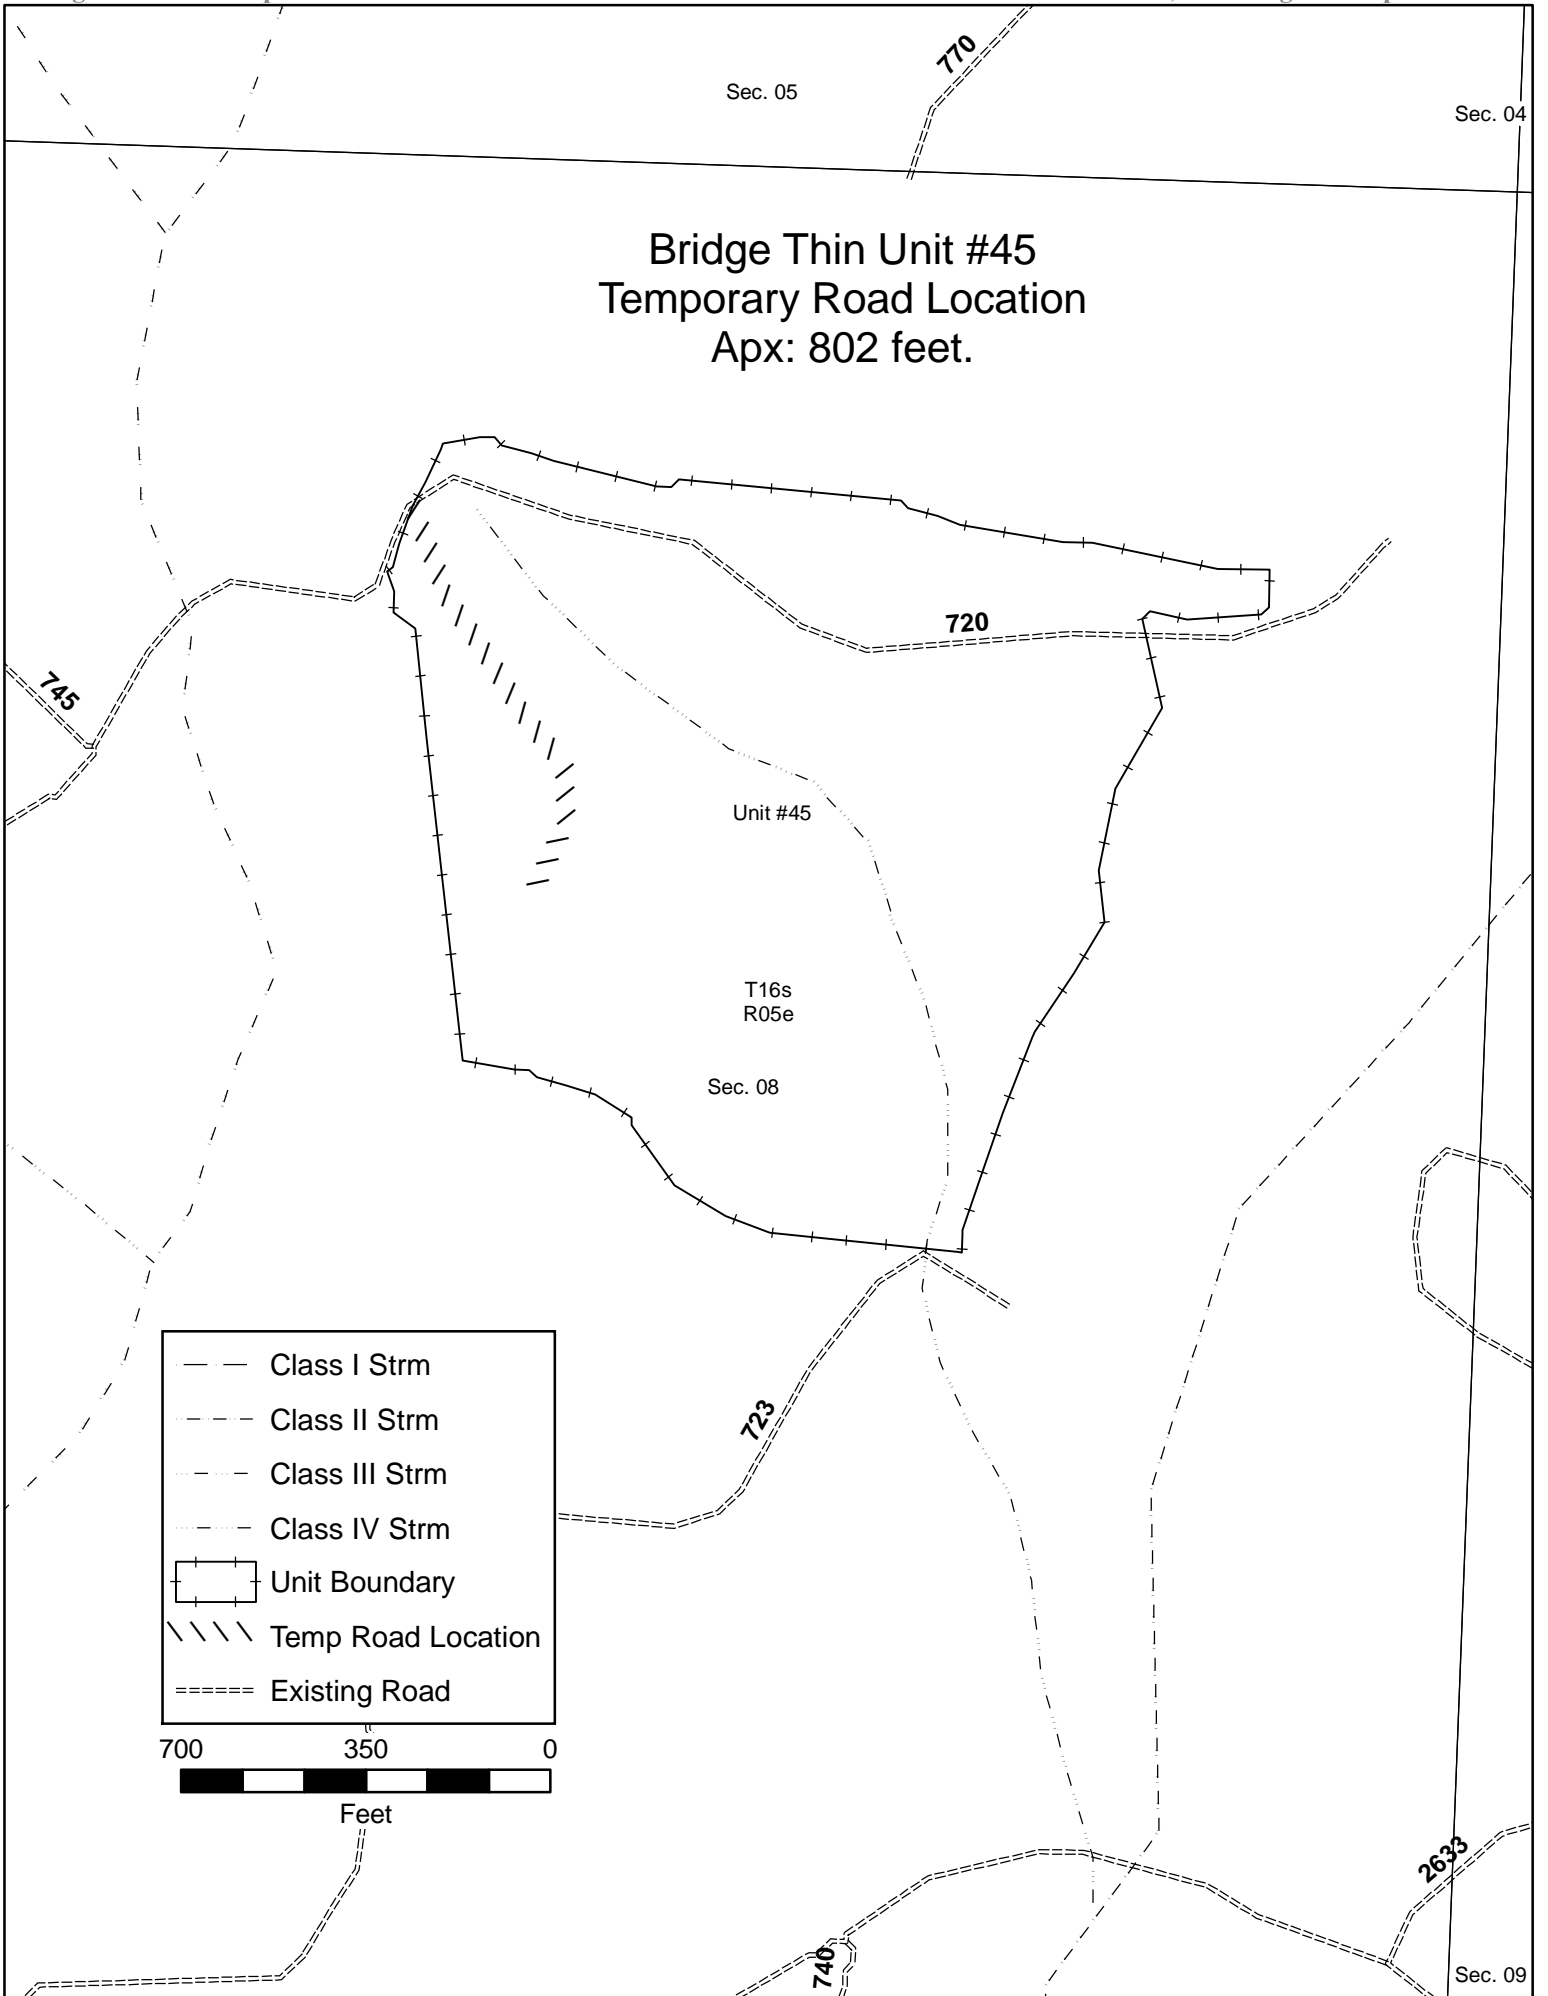 770
Sec. 05
Sec. 04
Bridge Thin Unit #45
Temporary Road Location
Apx: 802 feet.
720
745
Unit #45
T16s
R05e
Sec. 08
723
Class I Strm
Class II Strm
Class III Strm
Class IV Strm
Unit Boundary
Temp Road Location
Existing Road
700 350 0
Feet
2633
740
Sec. 09